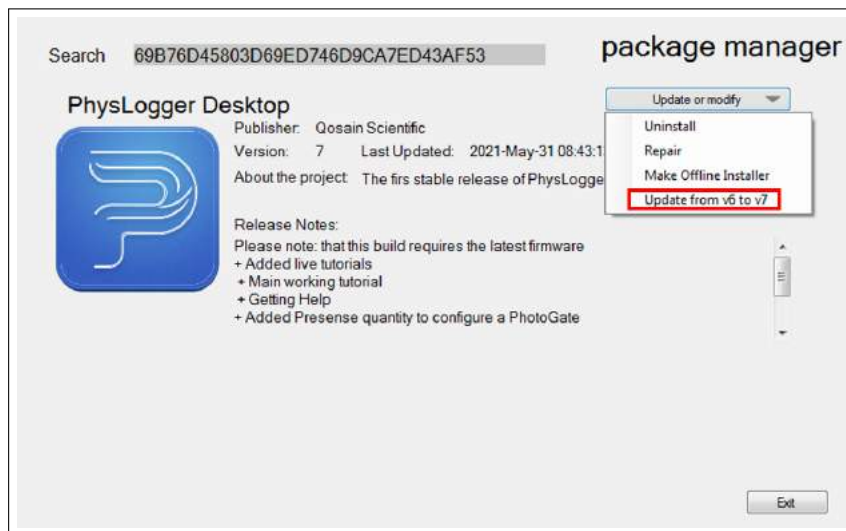 package manager
Search 69B76D45803D69ED746D9CA7ED43AF53
Update or modify
PhysLogger Desktop
Uninstall
Repair
Make Offline Installer
Update from v6 to v7
Publisher: Qosain Scientific
Version: 7 Last Updated: 2021-May-31 08:43:1
About the project The firs stable release of PhysLogge
Release Notes:
Please note: that this build requires the latest firmware
+ Added live tutorials
+ Main working tutorial
+ Getting Help
+ Added Presense quantity to configure a PhotoGate
Exit